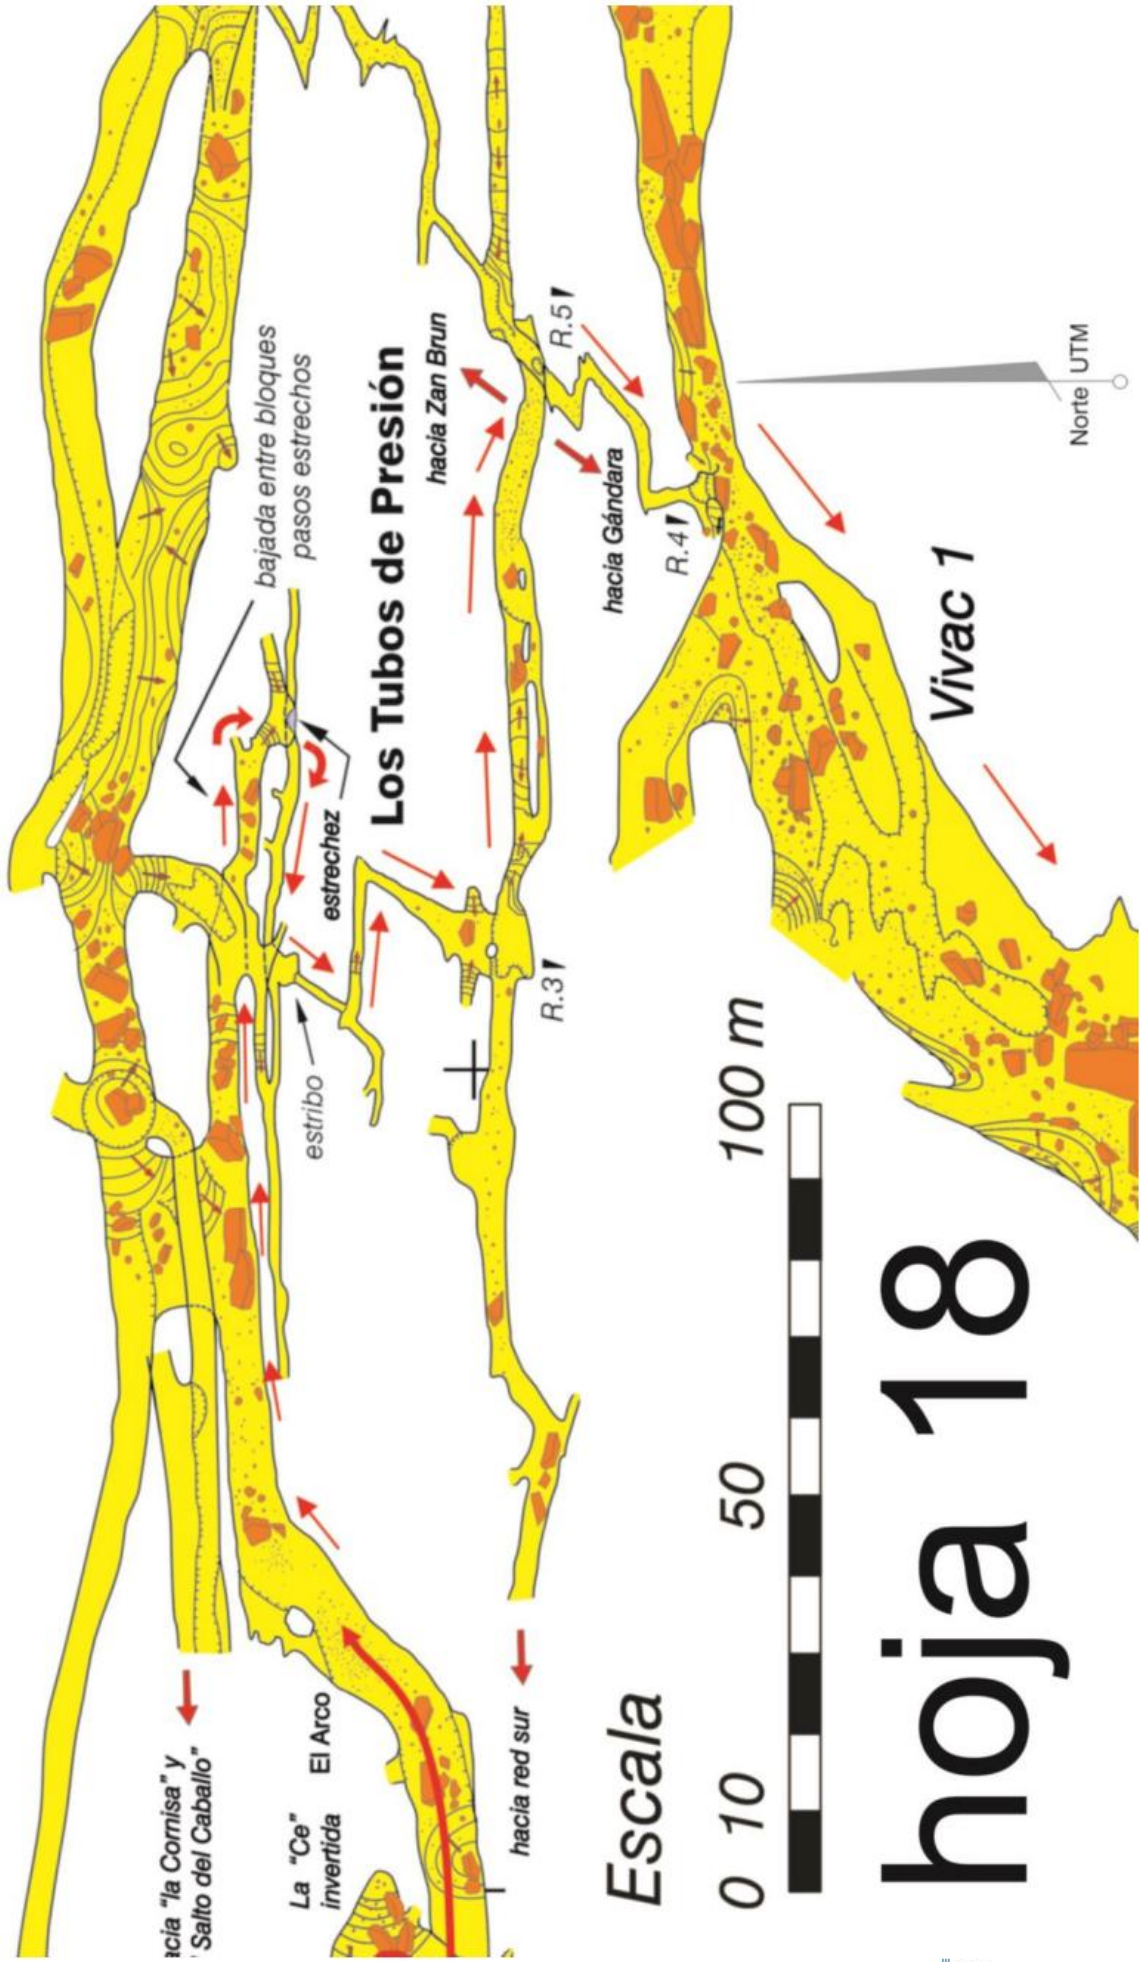 bajada entre bloques
pasos estrechos
Los Tubos de Presión
hacia Zan Brun
R.5
hacia Gándara
R.4
Norte UTM
Vivac 1
estrechez
R.3
estribo
acia "la Cornisa" y
Salto del Caballo"
El Arco
La "Ce"
invertida
hacia red sur
Escala
0 10 50 100 m
hoja 18